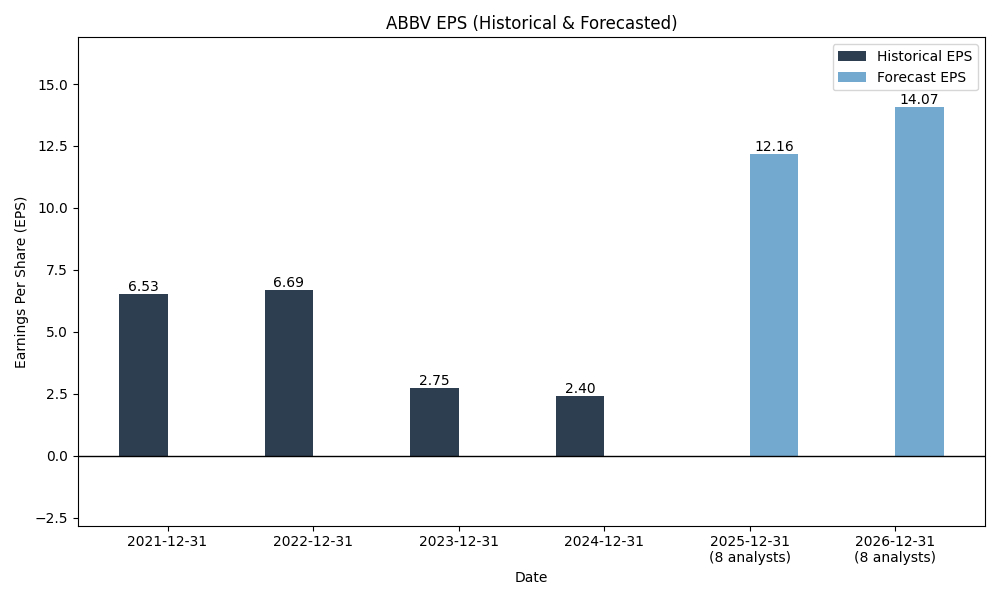 ABBV EPS (Historical & Forecasted)
Historical EPS
Forecast EPS
15.0
12.5
10.0
7.5
5.0
2.5
0.0
−2.5
Earnings Per Share (EPS)
6.53
6.69
2.75
2.40
12.16
14.07
2021-12-31
2022-12-31
2023-12-31
2024-12-31
2025-12-31
(8 analysts)
2026-12-31
(8 analysts)
Date